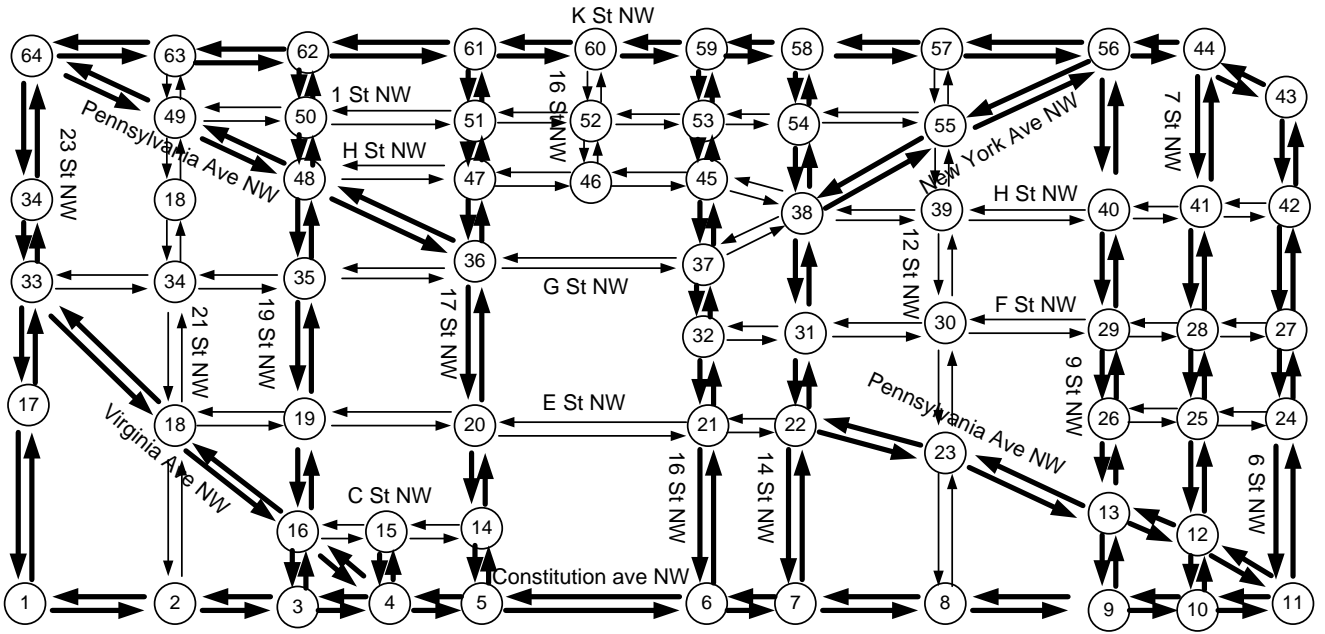 K St NW
64 63 62 61 60 59 58 57 56 44
16 St NW
43
1 St NW
49 50 51 52 53 54 55
7 St NW
Pennsylvania Ave NW
New York Ave NW
23 St NW
H St NW
48 47 46 45
34 18 38 39 H St NW 40 41 42
12 St NW
33 34 35 36 37
G St NW
21 St NW
19 St NW
17 St NW
F St NW
32 31 30 29 28 27
9 St NW
17
Pennsylvania Ave NW
E St NW
18 19 20 21 22 26 25 24
Virginia Ave NW
23
16 St NW
14 St NW
6 St NW
C St NW
16 15 14 13 12
Constitution ave NW
1 2 3 4 5 6 7 8 9 10 11